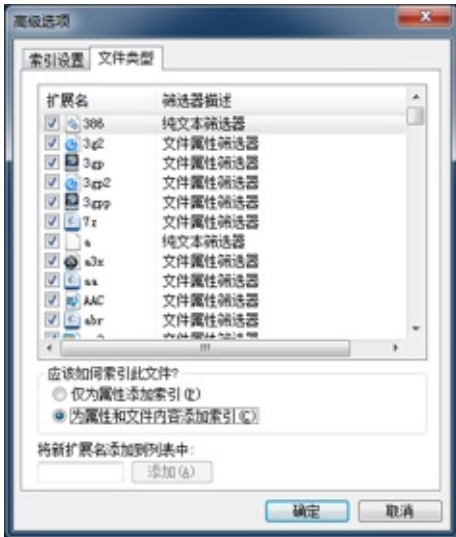 高级选项
索引设置 文件类型
扩展名 筛选器描述
386 纯文本筛选器
3g2 文件属性筛选器
3gp 文件属性筛选器
3gp2 文件属性筛选器
3gpp 文件属性筛选器
7z 文件属性筛选器
a 纯文本筛选器
a3x 文件属性筛选器
aa 文件属性筛选器
AAC 文件属性筛选器
abr 文件属性筛选器
应该如何索引此文件?
仅为属性添加索引(P)
为属性和文件内容添加索引(C)
将新扩展名添加到列表中:
添加(A)
确定 取消